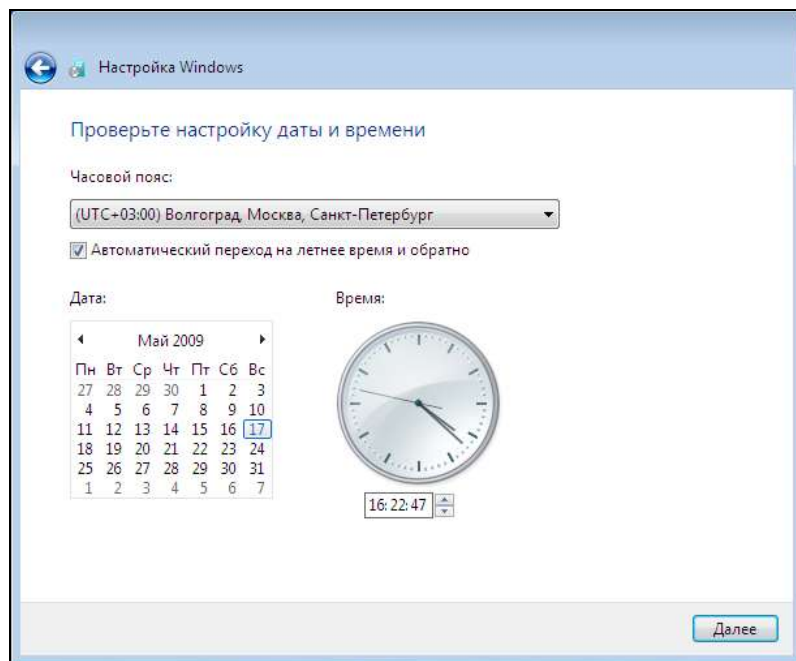 Настройка Windows
Проверьте настройку даты и времени
Часовой пояс:
(UTC+03:00) Волгоград, Москва, Санкт-Петербург
Автоматический переход на летнее время и обратно
Дата:
Время:
Май 2009
Пн Вт Ср Чт Пт Сб Вс
27 28 29 30 1 2 3
4 5 6 7 8 9 10
11 12 13 14 15 16 17
18 19 20 21 22 23 24
25 26 27 28 29 30 31
1 2 3 4 5 6 7
16:22:47
Далее